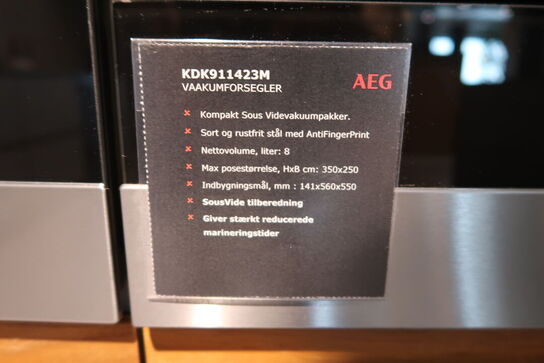 KDK911423M
VAAKUMFORSEGLER
AEG
Kompakt Sous Videvakuumpakker.
Sort og rustfrit stål med AntiFingerPrint
Nettovolume, liter: 8
Max posestørrelse, HxB cm: 350x250
Indbygningsmål, mm : 141x560x550
SousVide tilberedning
Giver stærkt reducerede
marineringstider